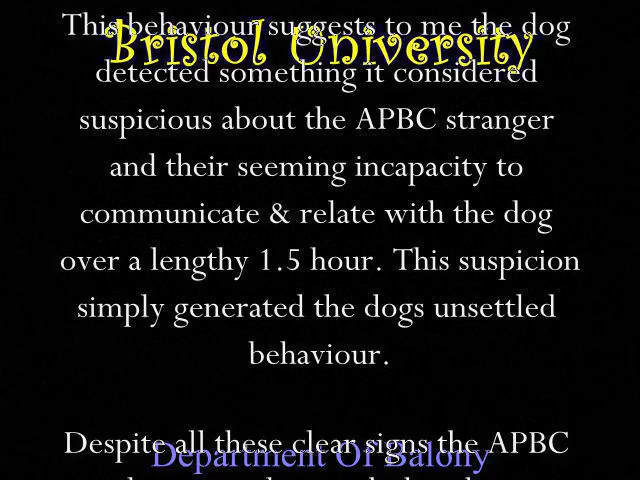 This behaviour suggests to me the dog
Bristol University
detected something it considered
suspicious about the APBC stranger
and their seeming incapacity to
communicate & relate with the dog
over a lengthy 1.5 hour. This suspicion
simply generated the dogs unsettled
behaviour.
Despite all these clear signs the APBC
Department Of Balony